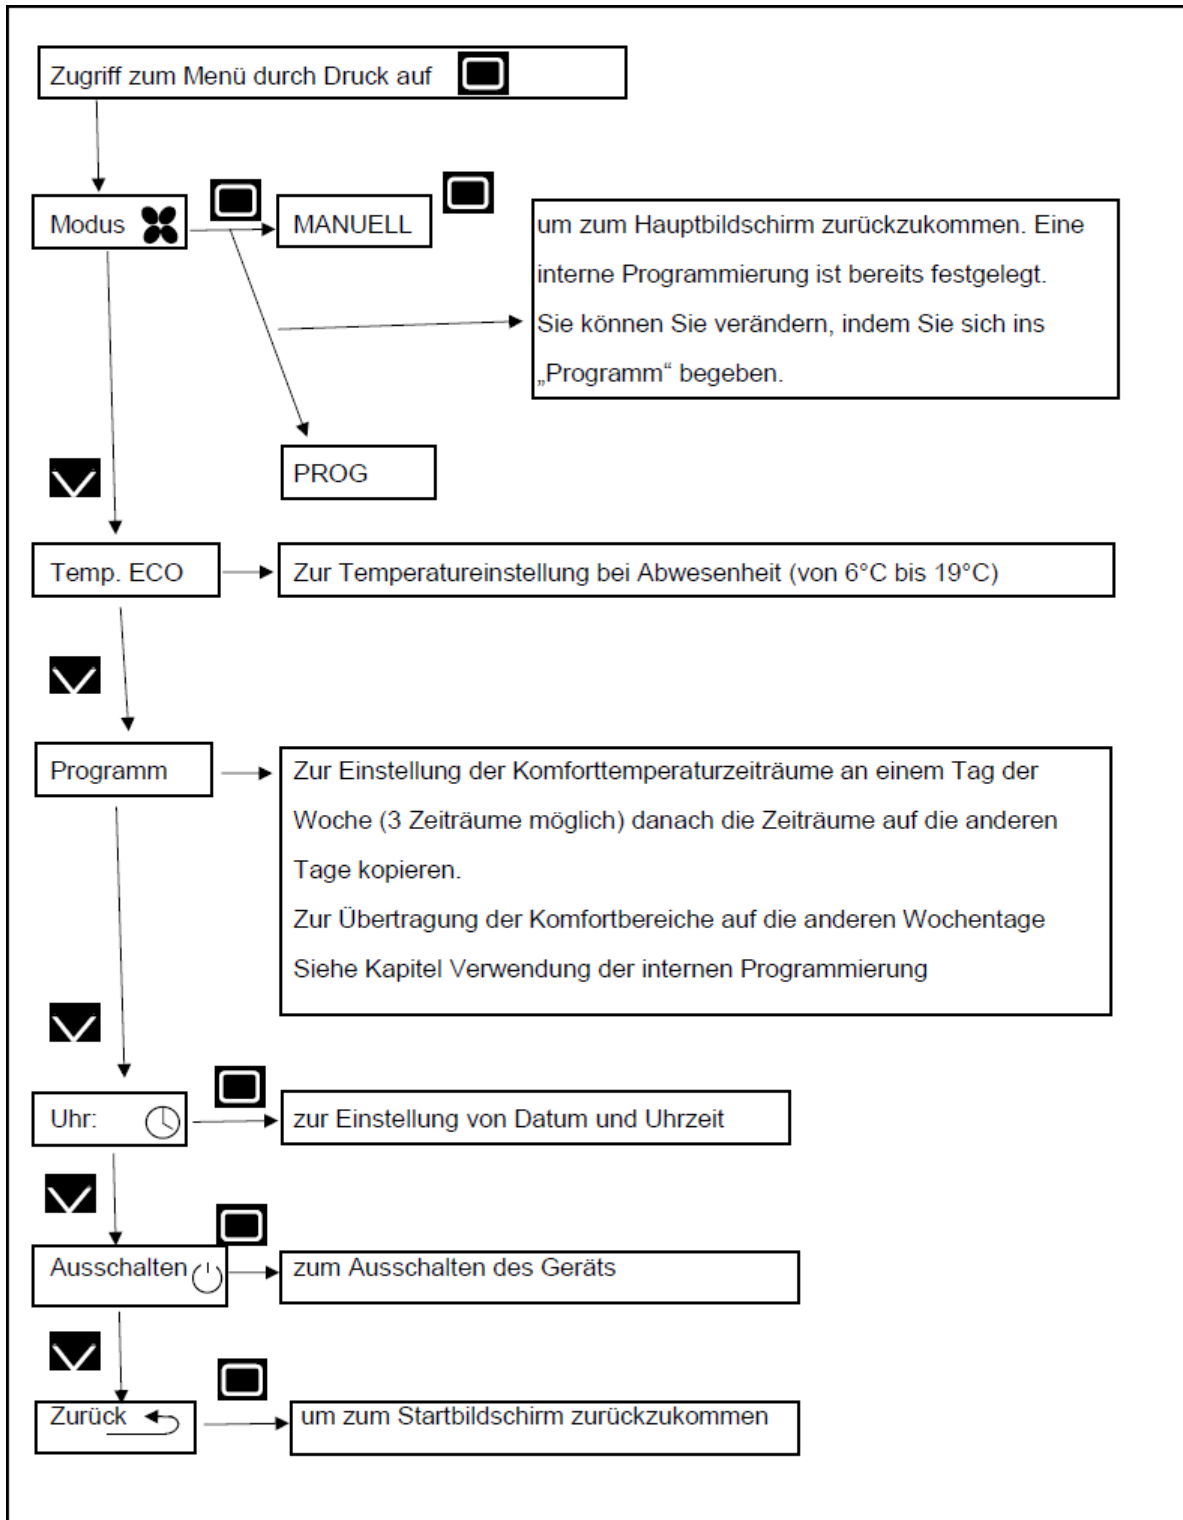 Zugriff zum Menü durch Druck auf
Modus
MANUELL
um zum Hauptbildschirm zurückzukommen. Eine
interne Programmierung ist bereits festgelegt.
Sie können Sie verändern, indem Sie sich ins
„Programm“ begeben.
PROG
Temp. ECO
Zur Temperatureinstellung bei Abwesenheit (von 6°C bis 19°C)
Programm
Zur Einstellung der Komforttemperaturzeiträume an einem Tag der
Woche (3 Zeiträume möglich) danach die Zeiträume auf die anderen
Tage kopieren.
Zur Übertragung der Komfortbereiche auf die anderen Wochentage
Siehe Kapitel Verwendung der internen Programmierung
Uhr:
zur Einstellung von Datum und Uhrzeit
Ausschalten
zum Ausschalten des Geräts
Zurück
um zum Startbildschirm zurückzukommen